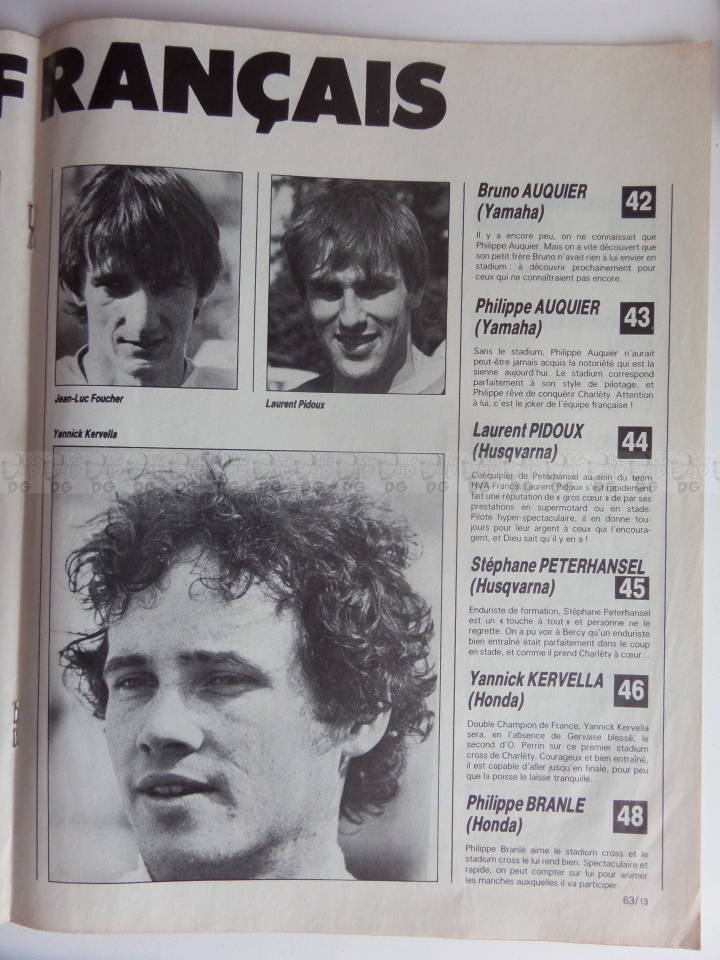 FRANÇAIS
Jean-Luc Foucher
Laurent Pidoux
Yannick Kervella
Bruno AUQUIER
(Yamaha)
42
Il y a encore peu, on ne connaissait que
Philippe Auquier. Mais on a vite découvert que
son petit frère Bruno n'avait rien à lui envier en
stadium : à découvrir prochainement pour
ceux qui ne connaîtraient pas encore.
Philippe AUQUIER
(Yamaha)
43
Sans le stadium, Philippe Auquier n'aurait
peut-être jamais acquis la notoriété qui est la
sienne aujourd'hui. Le stadium correspond
parfaitement à son style de pilotage, et
Philippe rêve de conquérir Charléty. Attention
à lui, c'est le joker de l'équipe française !
Laurent PIDOUX
(Husqvarna)
44
Coéquipier de Peterhansel au sein du team
HVA France, Laurent Pidoux s'est rapidement
fait une réputation de « gros cœur » de par ses
prestations en supermotard ou en stade.
Pilote hyper-spectaculaire, il en donne tou-
jours pour leur argent à ceux qui l'encoura-
gent, et Dieu sait qu'il y en a !
Stéphane PETERHANSEL
(Husqvarna)
45
Enduriste de formation, Stéphane Peterhansel
est un « touche à tout » et personne ne le
regrette. On a pu voir à Bercy qu'un enduriste
bien entraîné était parfaitement dans le coup
en stade, et comme il prend Charléty à cœur...
Yannick KERVELLA
(Honda)
46
Double Champion de France, Yannick Kervella
sera, en l'absence de Gervaise blessé, le
second d'O. Perrin sur ce premier stadium
cross de Charléty. Courageux et bien entraîné,
il est capable d'aller jusqu'en finale, pour peu
que la poisse le laisse tranquille...
Philippe BRANLE
(Honda)
48
Philippe Branlé aime le stadium cross et le
stadium cross le lui rend bien. Spectaculaire et
rapide, on peut compter sur lui pour animer
les manches auxquelles il va participer.
63/13